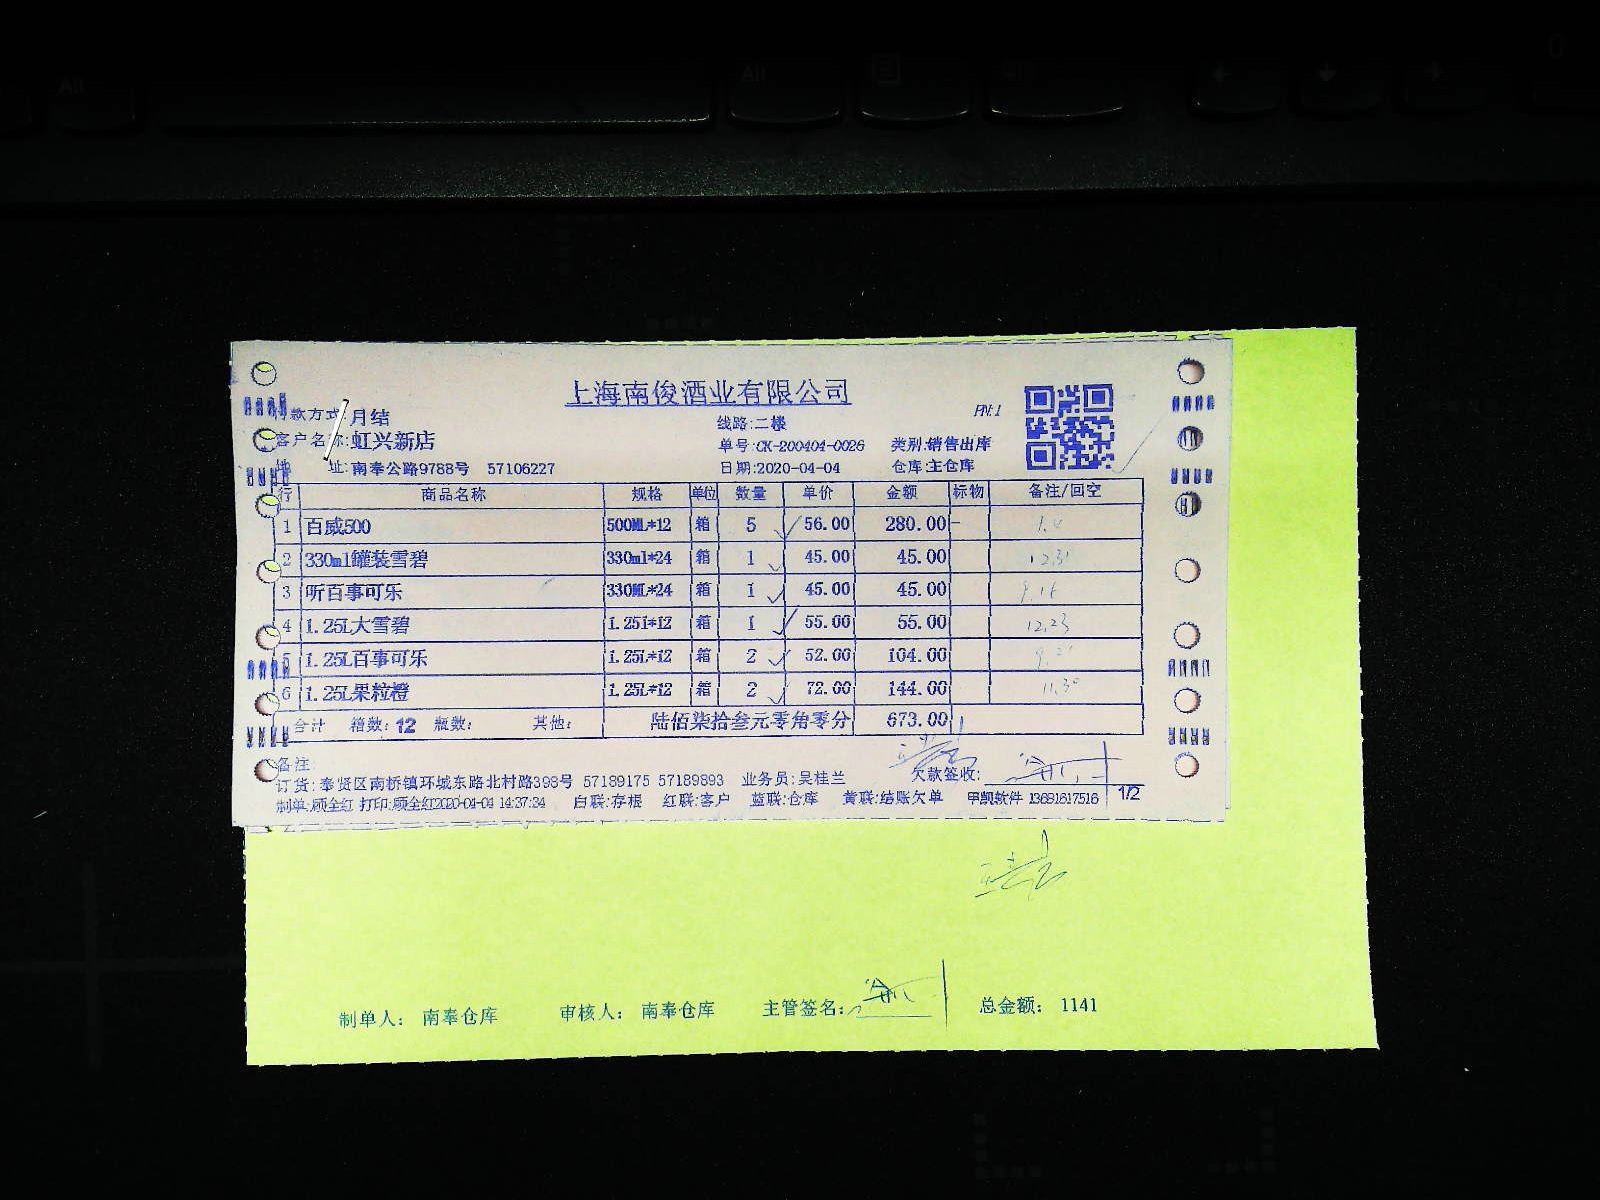 上海南俊酒业有限公司
付款方式:月结
线路:二楼
PN:1
客户名称:虹兴新店
单号:CK-200404-0026 类别:销售出库
地 址:南奉公路9788号 57106227
日期:2020-04-04 仓库:主仓库
行 商品名称 规格 单位 数量 单价 金额 标物 备注/回空
1 百威500 500ML*12 箱 5 56.00 280.00 -
2 330ml罐装雪碧 330ml*24 箱 1 45.00 45.00 12.31
3 听百事可乐 330ML*24 箱 1 45.00 45.00 9.16
4 1.25L大雪碧 1.25l*12 箱 1 55.00 55.00 12.23
5 1.25L百事可乐 1.25L*12 箱 2 52.00 104.00
6 1.25L果粒橙 1.25L*12 箱 2 72.00 144.00 11.30
合计 箱数:12 瓶数: 其他: 陆佰柒拾叁元零角零分 673.00
备注:
订货:奉贤区南桥镇环城东路北村路398号 57189175 57189893 业务员:吴桂兰 欠款签收:
制单:顾全红 打印:顾全红2020-04-04 14:37:34 白联:存根 红联:客户 蓝联:仓库 黄联:结账欠单 甲凯软件 13691617516 1/2
制单人: 南奉仓库 审核人: 南奉仓库 主管签名: 总金额: 1141